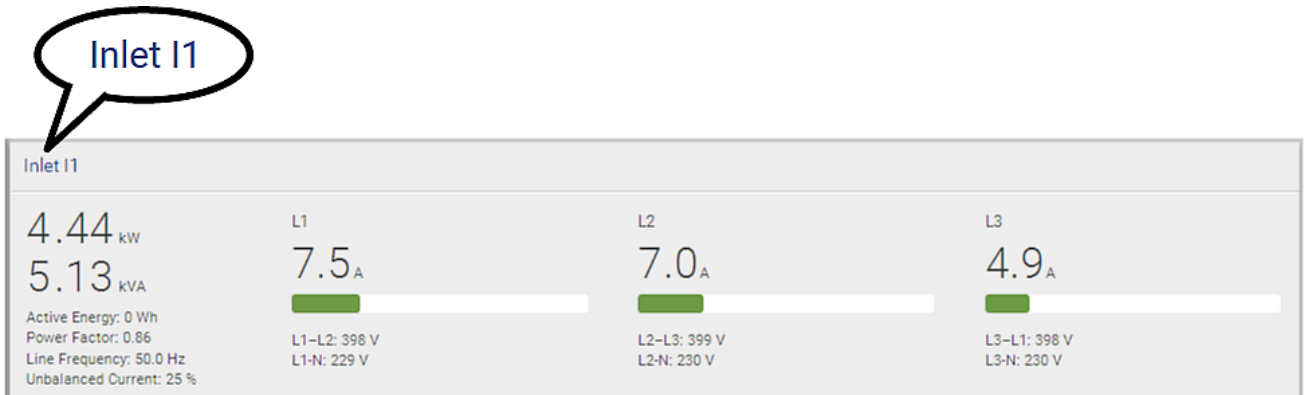 Inlet I1
Inlet I1
4.44 kW
5.13 kVA
Active Energy: 0 Wh
Power Factor: 0.86
Line Frequency: 50.0 Hz
Unbalanced Current: 25 %
L1
7.5 A
L1–L2: 398 V
L1-N: 229 V
L2
7.0 A
L2–L3: 399 V
L2-N: 230 V
L3
4.9 A
L3–L1: 398 V
L3-N: 230 V